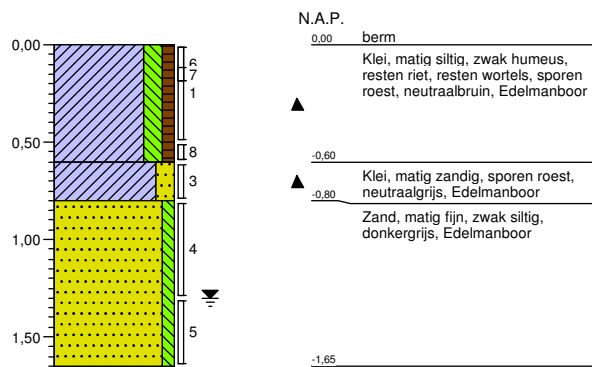 N.A.P.
0,00
0,00
berm
Klei, matig siltig, zwak humeus,
resten riet, resten wortels, sporen
roest, neutraalbruin, Edelmanboor
6
7
1
0,50
8
-0,60
3
Klei, matig zandig, sporen roest,
neutraalgrijs, Edelmanboor
-0,80
Zand, matig fijn, zwak siltig,
donkergrijs, Edelmanboor
1,00
4
5
1,50
-1,65